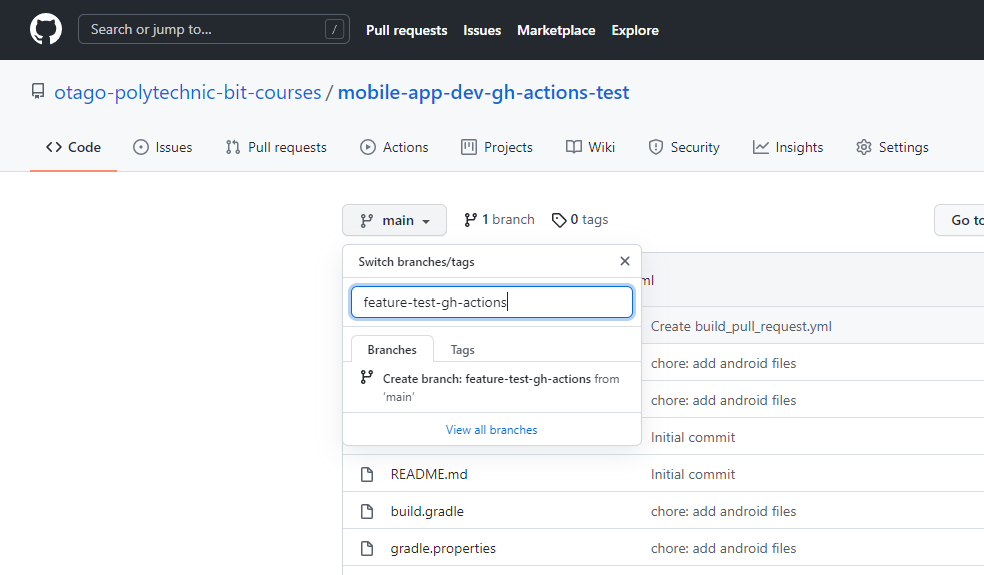 Search or jump to... /
Pull requests Issues Marketplace Explore
otago-polytechnic-bit-courses / mobile-app-dev-gh-actions-test
Code Issues Pull requests Actions Projects Wiki Security Insights Settings
main 1 branch 0 tags Go to
Switch branches/tags
ml
feature-test-gh-actions
Create build_pull_request.yml
Branches Tags
chore: add android files
Create branch: feature-test-gh-actions from
'main'
chore: add android files
View all branches
Initial commit
README.md Initial commit
build.gradle chore: add android files
gradle.properties chore: add android files